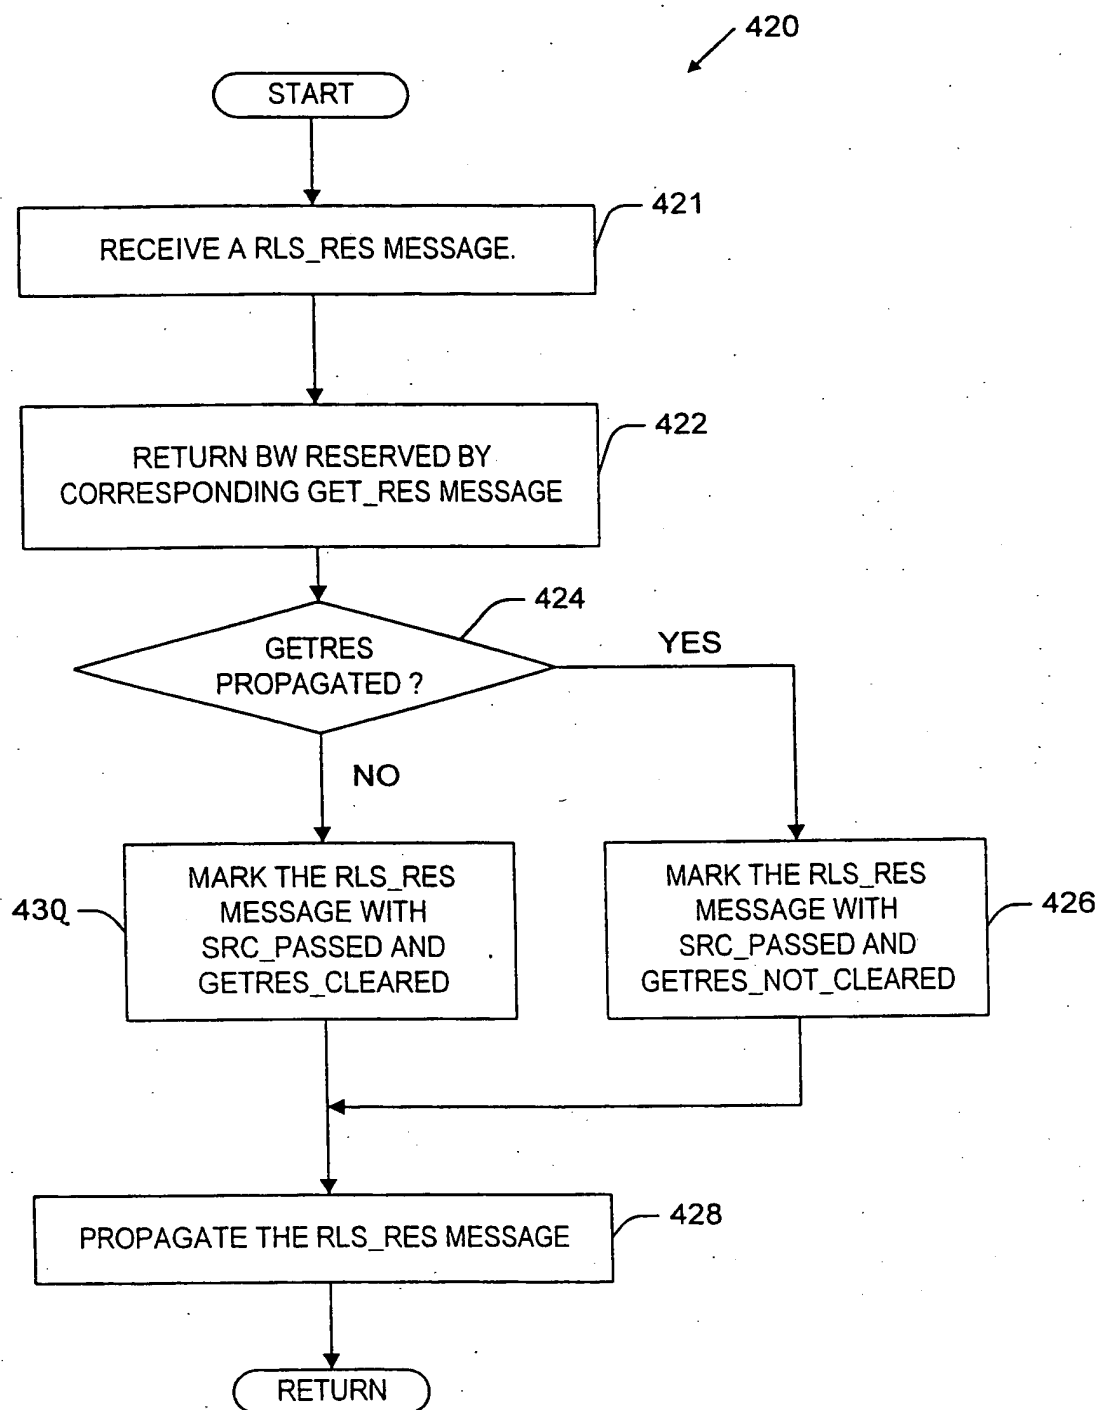 420
START
421
RECEIVE A RLS_RES MESSAGE.
422
RETURN BW RESERVED BY
CORRESPONDING GET_RES MESSAGE
424
GETRES
PROPAGATED ?
YES
NO
430
MARK THE RLS_RES
MESSAGE WITH
SRC_PASSED AND
GETRES_CLEARED
MARK THE RLS_RES
MESSAGE WITH
SRC_PASSED AND
GETRES_NOT_CLEARED
426
428
PROPAGATE THE RLS_RES MESSAGE
RETURN